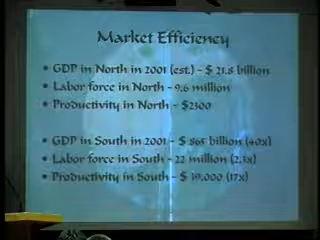 Market Efficiency
• GDP in North in 2001 (est.) - $ 21.8 billion
• Labor force in North - 9.6 million
• Productivity in North - $2300
• GDP in South in 2001 - $ 865 billion (40x)
• Labor force in South - 22 million (2.3x)
• Productivity in South - $ 39,000 (17x)